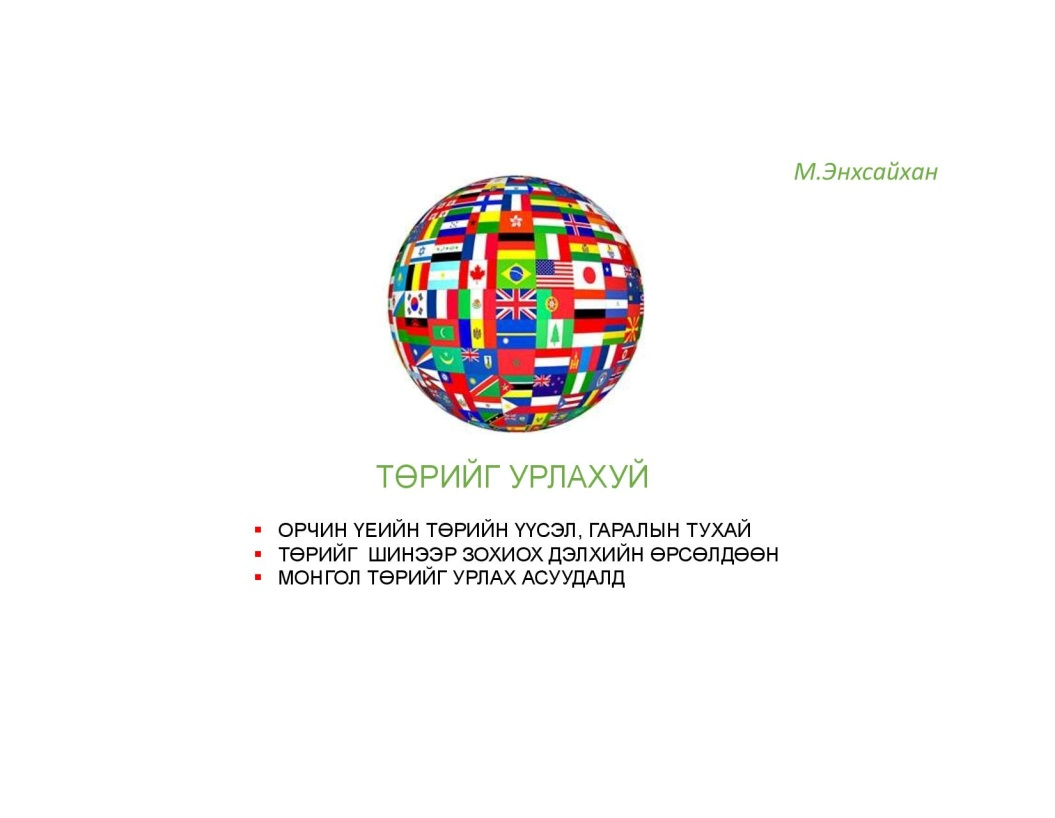 М.Энхсайхан
ТӨРИЙГ УРЛАХУЙ
▪ ОРЧИН ҮЕИЙН ТӨРИЙН ҮҮСЭЛ, ГАРАЛЫН ТУХАЙ
▪ ТӨРИЙГ ШИНЭЭР ЗОХИОХ ДЭЛХИЙН ӨРСӨЛДӨӨН
▪ МОНГОЛ ТӨРИЙГ УРЛАХ АСУУДАЛД